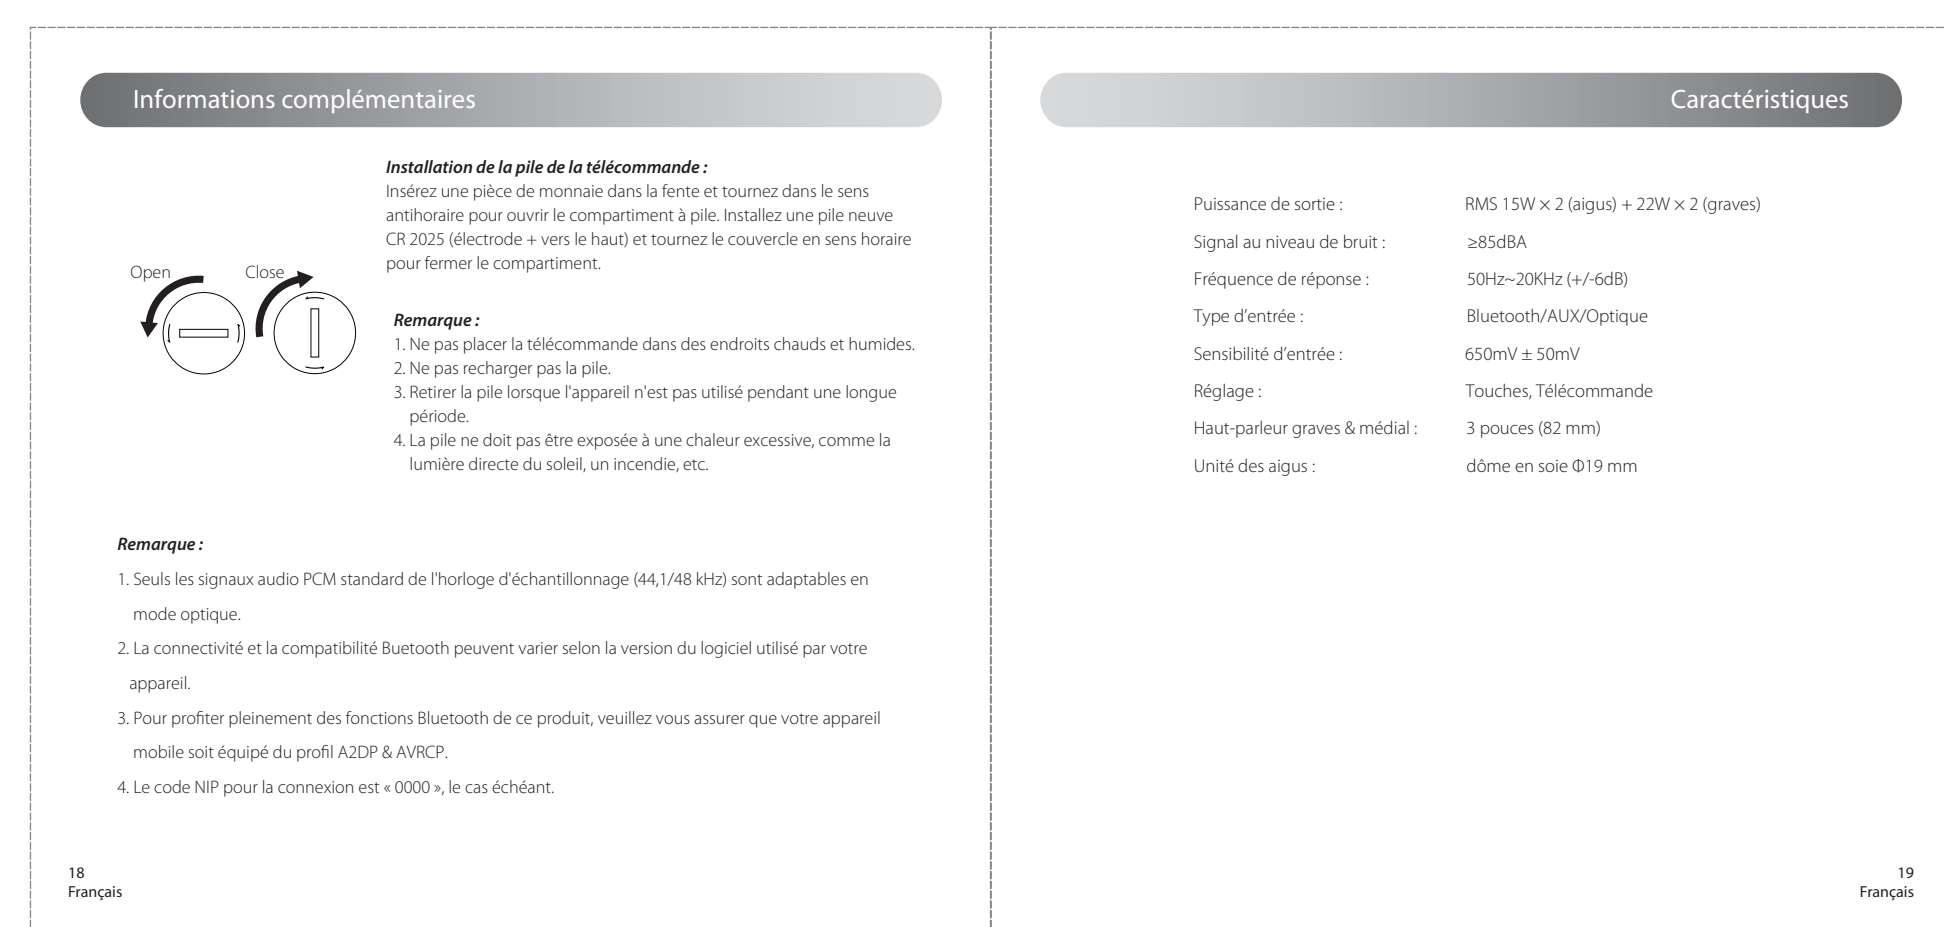 Informations complémentaires
Installation de la pile de la télécommande :
Insérez une pièce de monnaie dans la fente et tournez dans le sens
antihoraire pour ouvrir le compartiment à pile. Installez une pile neuve
CR 2025 (électrode + vers le haut) et tournez le couvercle en sens horaire
pour fermer le compartiment.
Open
Close
Remarque :
1. Ne pas placer la télécommande dans des endroits chauds et humides.
2. Ne pas recharger pas la pile.
3. Retirer la pile lorsque l'appareil n'est pas utilisé pendant une longue
période.
4. La pile ne doit pas être exposée à une chaleur excessive, comme la
lumière directe du soleil, un incendie, etc.
Remarque :
1. Seuls les signaux audio PCM standard de l'horloge d'échantillonnage (44,1/48 kHz) sont adaptables en
mode optique.
2. La connectivité et la compatibilité Buetooth peuvent varier selon la version du logiciel utilisé par votre
appareil.
3. Pour profiter pleinement des fonctions Bluetooth de ce produit, veuillez vous assurer que votre appareil
mobile soit équipé du profil A2DP & AVRCP.
4. Le code NIP pour la connexion est « 0000 », le cas échéant.
18
Français
Caractéristiques
Puissance de sortie : RMS 15W × 2 (aigus) + 22W × 2 (graves)
Signal au niveau de bruit : ≥85dBA
Fréquence de réponse : 50Hz~20KHz (+/-6dB)
Type d’entrée : Bluetooth/AUX/Optique
Sensibilité d’entrée : 650mV ± 50mV
Réglage : Touches, Télécommande
Haut-parleur graves & médial : 3 pouces (82 mm)
Unité des aigus : dôme en soie Φ19 mm
19
Français